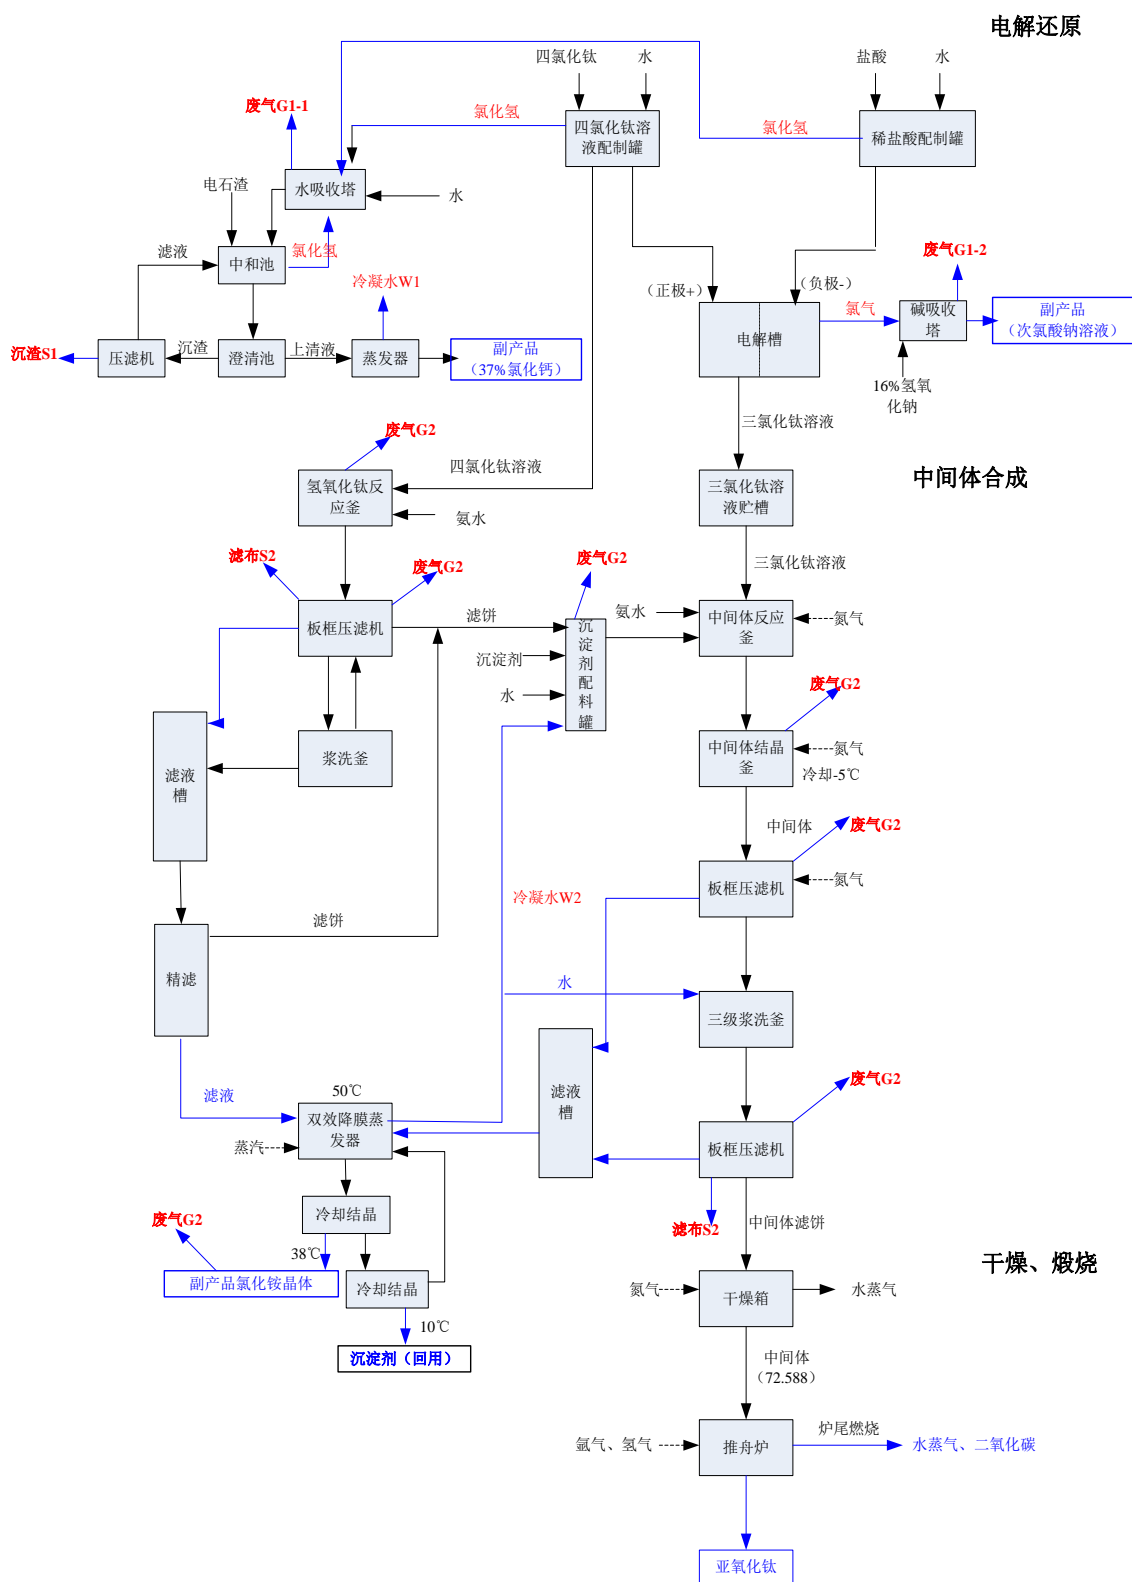 电解还原
四氯化钛
水
盐酸
水
废气G1-1
氯化氢
氯化氢
四氯化钛溶
液配制罐
稀盐酸配制罐
电石渣
水吸收塔
水
滤液
中和池
氯化氢
废气G1-2
冷凝水W1
（正极+）
（负极-）
氯气
碱吸收
塔
副产品
（次氯酸钠溶液）
电解槽
沉渣S1
压滤机
沉渣
澄清池
上清液
蒸发器
副产品
（37%氯化钙）
16%氢氧
化钠
三氯化钛溶液
废气G2
四氯化钛溶液
中间体合成
氢氧化钛反
应釜
氨水
三氯化钛溶
液贮槽
滤布S2
废气G2
废气G2
三氯化钛溶液
板框压滤机
滤饼
沉
淀
剂
配
料
罐
氨水
中间体反应
釜
氮气
沉淀剂
水
废气G2
浆洗釜
中间体结晶
釜
氮气
冷却-5℃
滤液
槽
中间体
废气G2
板框压滤机
氮气
冷凝水W2
滤饼
精滤
水
三级浆洗釜
滤液
槽
滤液
50℃
废气G2
双效降膜蒸
发器
蒸汽
板框压滤机
冷却结晶
废气G2
滤布S2
中间体滤饼
38℃
干燥、煅烧
副产品氯化铵晶体
冷却结晶
氮气
干燥箱
水蒸气
10℃
沉淀剂（回用）
中间体
（72.588）
氩气、氢气
推舟炉
炉尾燃烧
水蒸气、二氧化碳
亚氧化钛